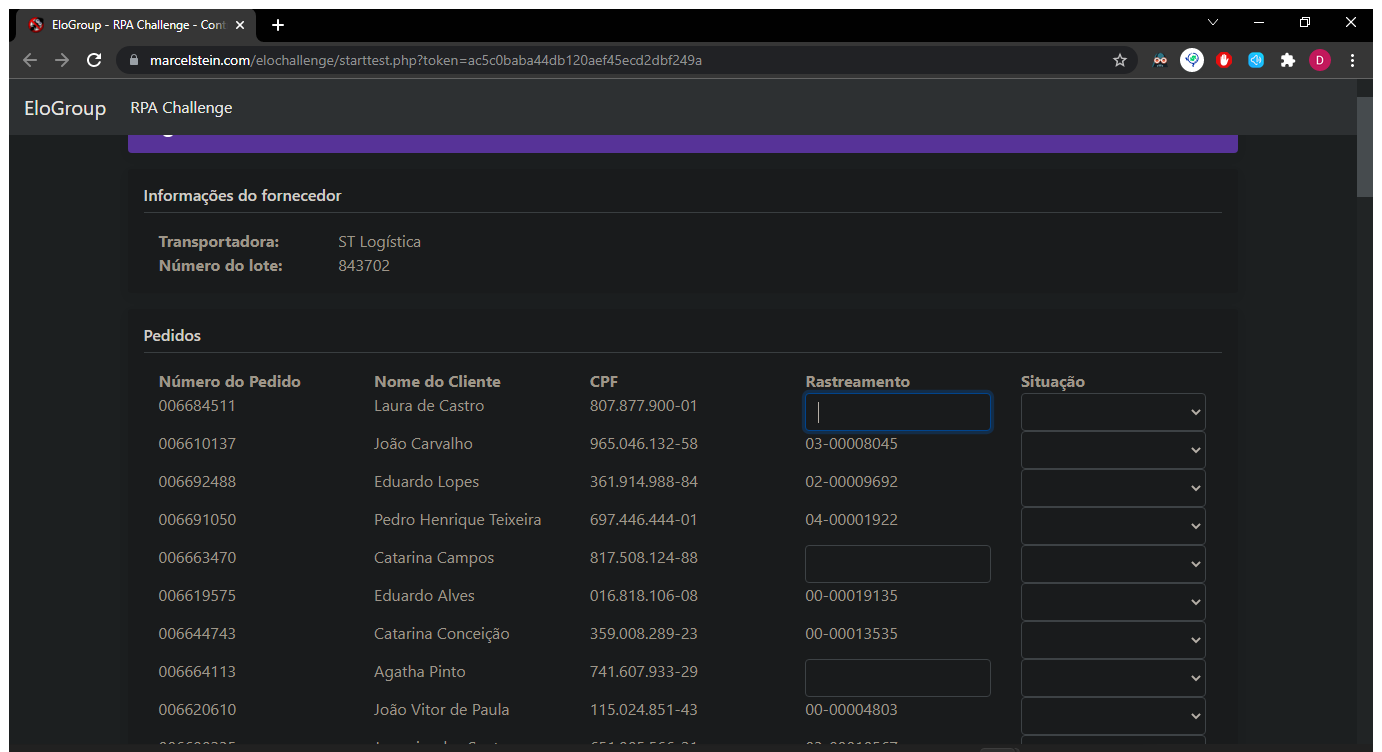 EloGroup - RPA Challenge - Cont
marcelstein.com/elochallenge/starttest.php?token=ac5c0baba44db120aef45ecd2dbf249a
D
EloGroup RPA Challenge
Informações do fornecedor
Transportadora: ST Logística
Número do lote: 843702
Pedidos
Número do Pedido Nome do Cliente CPF Rastreamento Situação
006684511 Laura de Castro 807.877.900-01
006610137 João Carvalho 965.046.132-58 03-00008045
006692488 Eduardo Lopes 361.914.988-84 02-00009692
006691050 Pedro Henrique Teixeira 697.446.444-01 04-00001922
006663470 Catarina Campos 817.508.124-88
006619575 Eduardo Alves 016.818.106-08 00-00019135
006644743 Catarina Conceição 359.008.289-23 00-00013535
006664113 Agatha Pinto 741.607.933-29
006620610 João Vitor de Paula 115.024.851-43 00-00004803